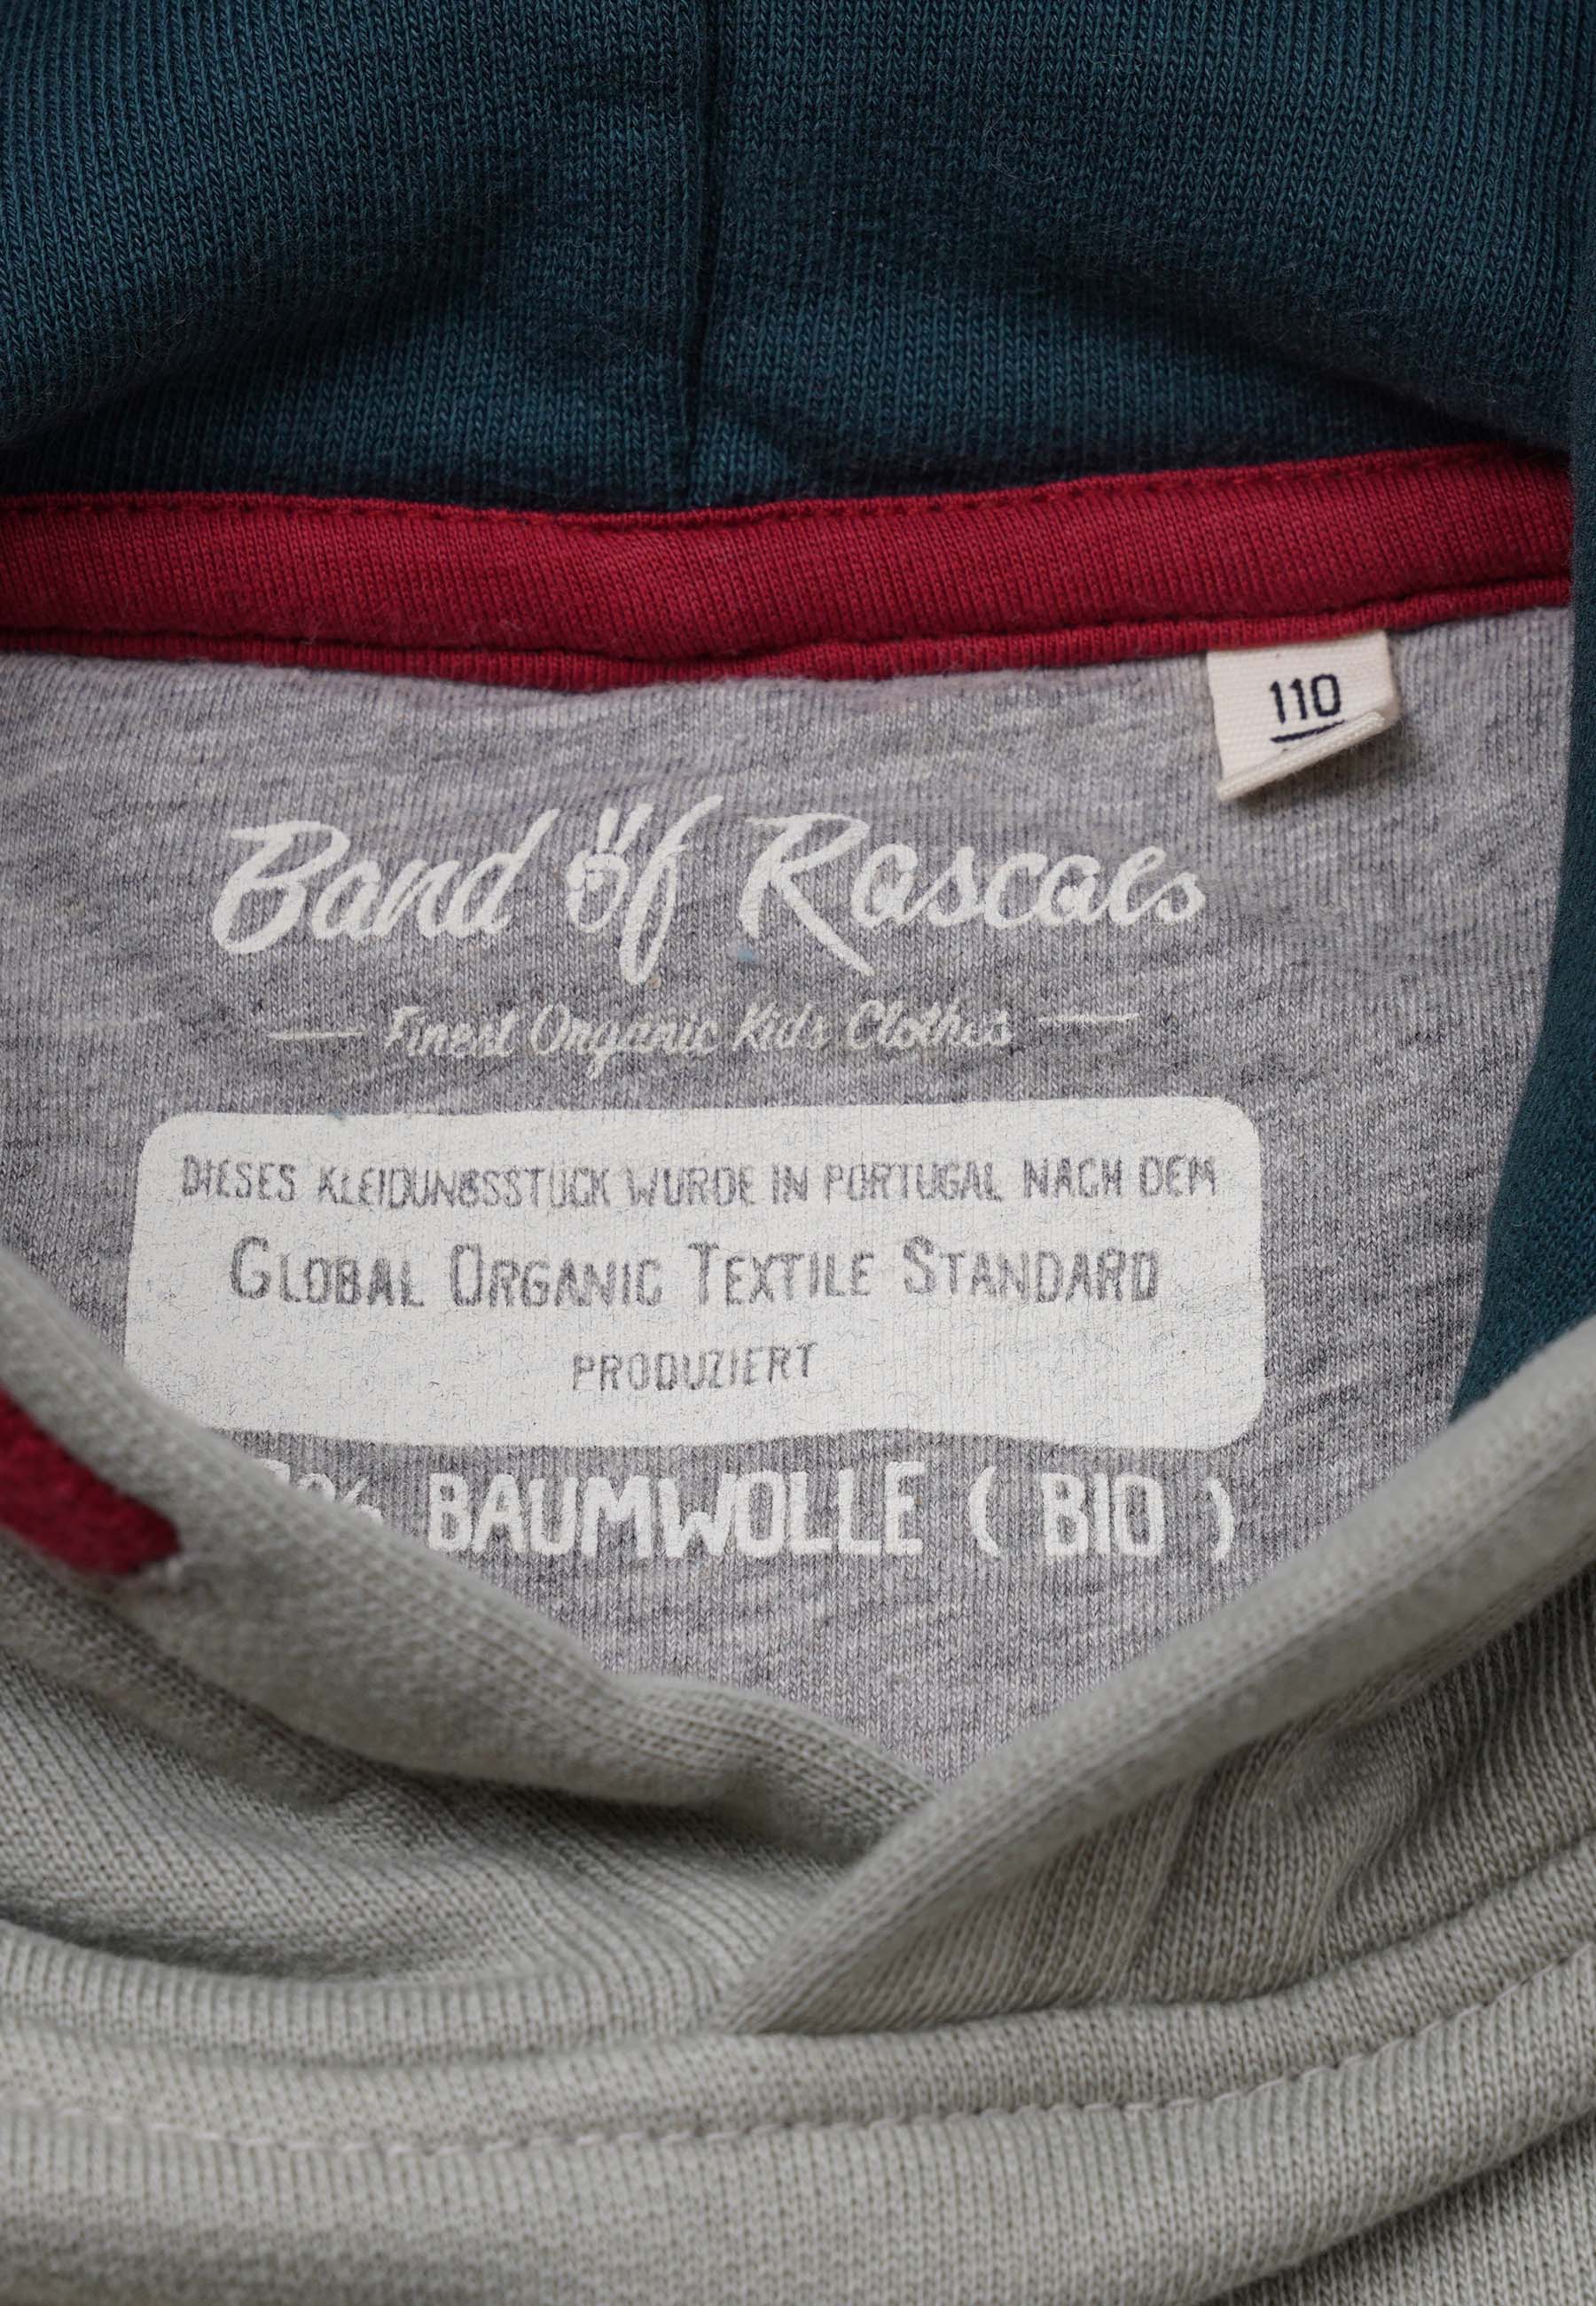 110
Band of Rascals
Finest Organic Kids Clothes
DIESES KLEIDUNGSSTÜCK WURDE IN PORTUGAL NACH DEM
GLOBAL ORGANIC TEXTILE STANDARD
PRODUZIERT
BAUMWOLLE ( BIO )